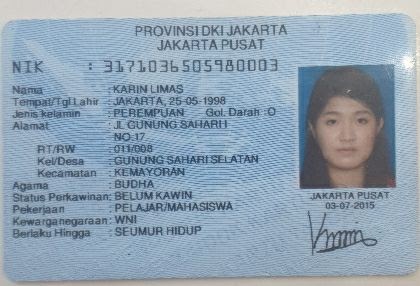 PROVINSI DKI JAKARTA
JAKARTA PUSAT
NIK : 3171036505980003
Nama : KARIN LIMAS
Tempat/Tgl Lahir : JAKARTA, 25-05-1998
Jenis kelamin : PEREMPUAN Gol. Darah :O
Alamat : JL GUNUNG SAHARI I
NO.17
RT/RW : 011/008
Kel/Desa : GUNUNG SAHARI SELATAN
Kecamatan : KEMAYORAN
Agama : BUDHA
Status Perkawinan: BELUM KAWIN
Pekerjaan : PELAJAR/MAHASISWA
Kewarganegaraan: WNI
Berlaku Hingga : SEUMUR HIDUP
JAKARTA PUSAT
03-07-2015